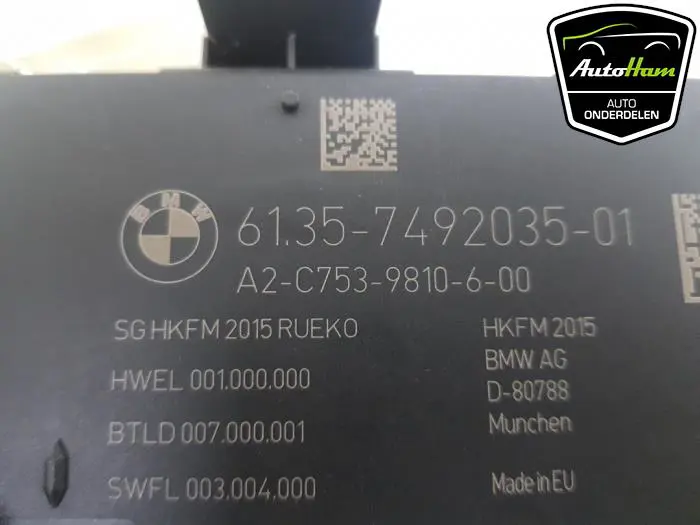 AutoHam
AUTO
ONDERDELEN
BMW
61.35-7492035-01
A2-C753-9810-6-00
SG HKFM 2015 RUEKO
HWEL 001.000.000
BTLD 007.000.001
SWFL 003.004.000
HKFM 2015
BMW AG
D-80788
Munchen
Made in EU